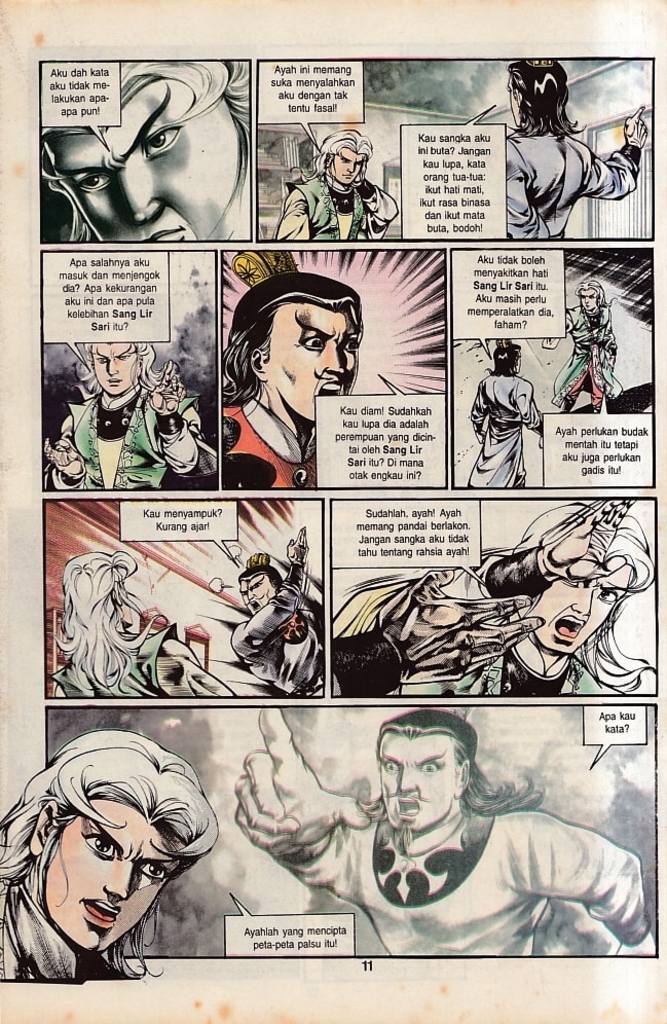 Aku dah kata
aku tidak me-
lakukan apa-
apa pun!
Ayah ini memang
suka menyalahkan
aku dengan tak
tentu fasal!
Kau sangka aku
ini buta? Jangan
kau lupa, kata
orang tua-tua:
ikut hati mati,
ikut rasa binasa
dan ikut mata
buta, bodoh!
Apa salahnya aku
masuk dan menjengok
dia? Apa kekurangan
aku ini dan apa pula
kelebihan Sang Lir
Sari itu?
Kau diam! Sudahkah
kau lupa dia adalah
perempuan yang dicin-
tai oleh Sang Lir
Sari itu? Di mana
otak engkau ini?
Aku tidak boleh
menyakitkan hati
Sang Lir Sari itu.
Aku masih perlu
memperalatkan dia,
faham?
Ayah perlukan budak
mentah itu tetapi
aku juga perlukan
gadis itu!
Kau menyampuk?
Kurang ajar!
Sudahlah, ayah! Ayah
memang pandai berlakon.
Jangan sangka aku tidak
tahu tentang rahsia ayah!
Apa kau
kata?
Ayahlah yang mencipta
peta-peta palsu itu!
11